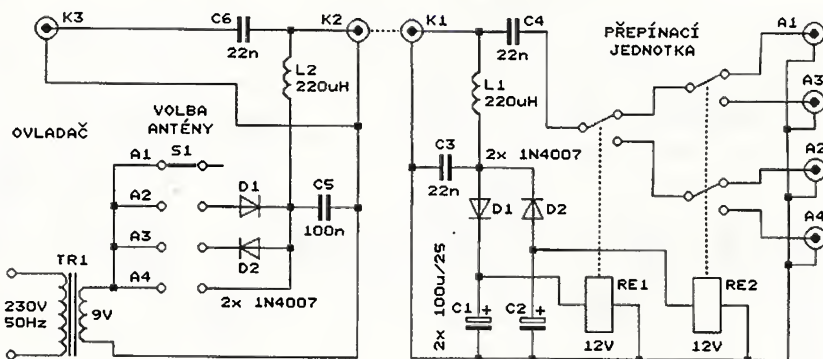 K3
C6
22n
K2
K1
C4
22n
PŘEPÍNACÍ
JEDNOTKA
A1
L2
220uH
L1
220uH
A3
OVLADAČ
VOLBA
ANTÉNY
A1
S1
C3
22n
2x 1N4007
A2
A2
D1
C5
100n
D1
D2
A3
D2
A4
TR1
A4
2x 1N4007
230V
50Hz
9V
2x 100u/25
C1
+
C2
+
RE1
12V
RE2
12V